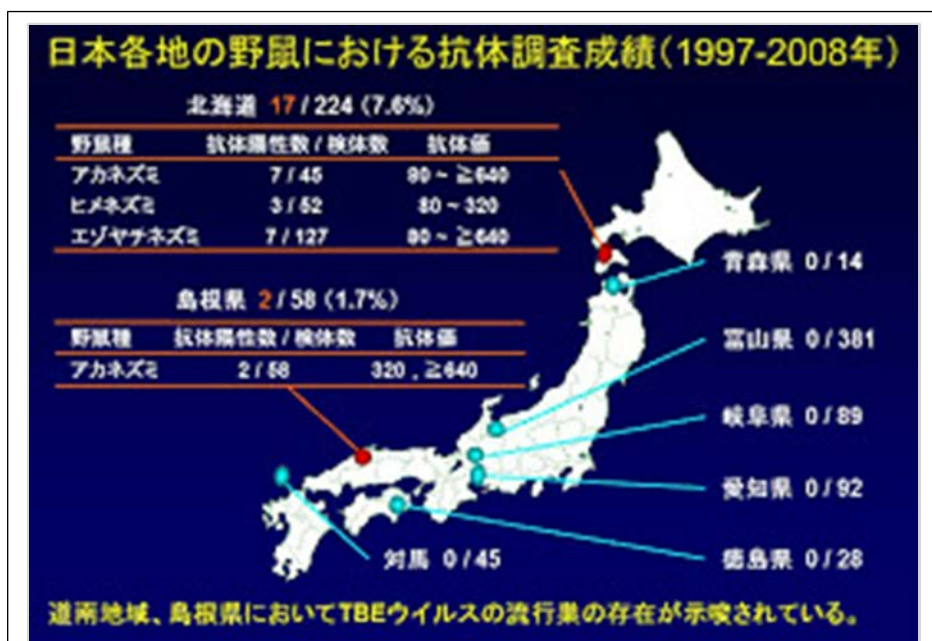 日本各地の野鼠における抗体調査成績(1997-2008年)
北海道 17/224 (7.6%)
野鼠種 抗体陽性数/検体数 抗体価
アカネズミ 7/45 80~≧640
ヒメネズミ 3/52 80~320
エゾヤチネズミ 7/127 80~≧640
島根県 2/58 (1.7%)
野鼠種 抗体陽性数/検体数 抗体価
アカネズミ 2/58 320,≧640
青森県 0/14
富山県 0/381
岐阜県 0/89
愛知県 0/92
徳島県 0/28
対馬 0/45
道南地域、島根県においてTBEウイルスの流行巣の存在が示唆されている。